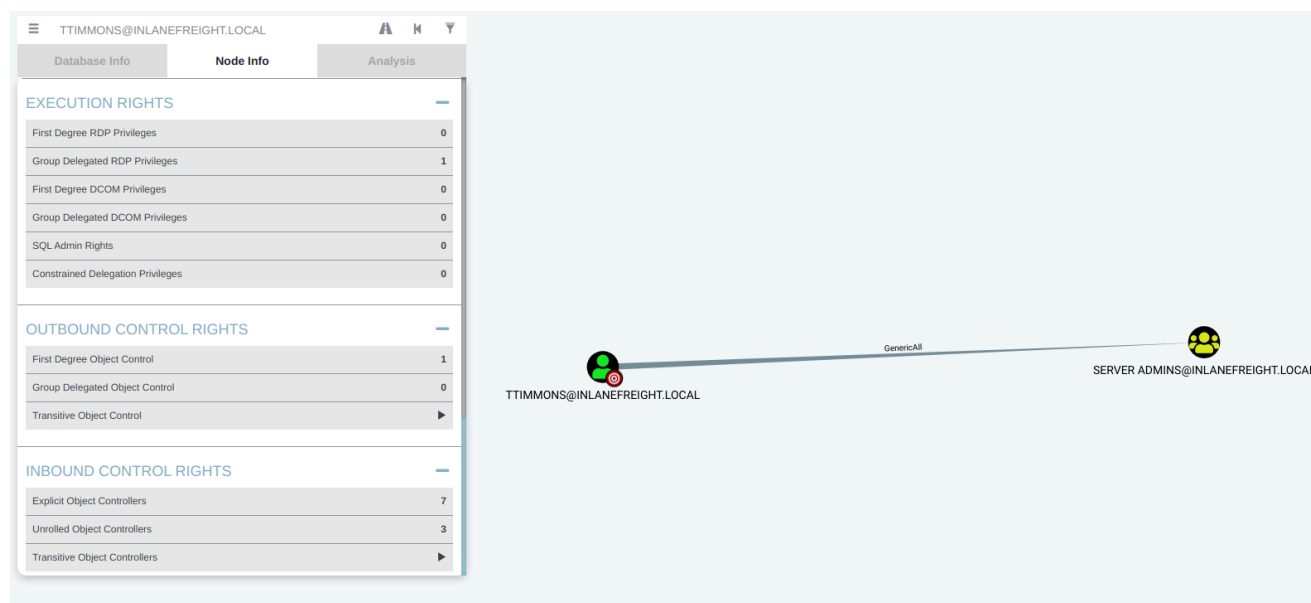 TTIMMONS@INLANEFREIGHT.LOCAL
Database Info Node Info Analysis
EXECUTION RIGHTS
First Degree RDP Privileges 0
Group Delegated RDP Privileges 1
First Degree DCOM Privileges 0
Group Delegated DCOM Privileges 0
SQL Admin Rights 0
Constrained Delegation Privileges 0
OUTBOUND CONTROL RIGHTS
First Degree Object Control 1
Group Delegated Object Control 0
Transitive Object Control
INBOUND CONTROL RIGHTS
Explicit Object Controllers 7
Unrolled Object Controllers 3
Transitive Object Controllers
GenericAll
TTIMMONS@INLANEFREIGHT.LOCAL
SERVER ADMINS@INLANEFREIGHT.LOCAL